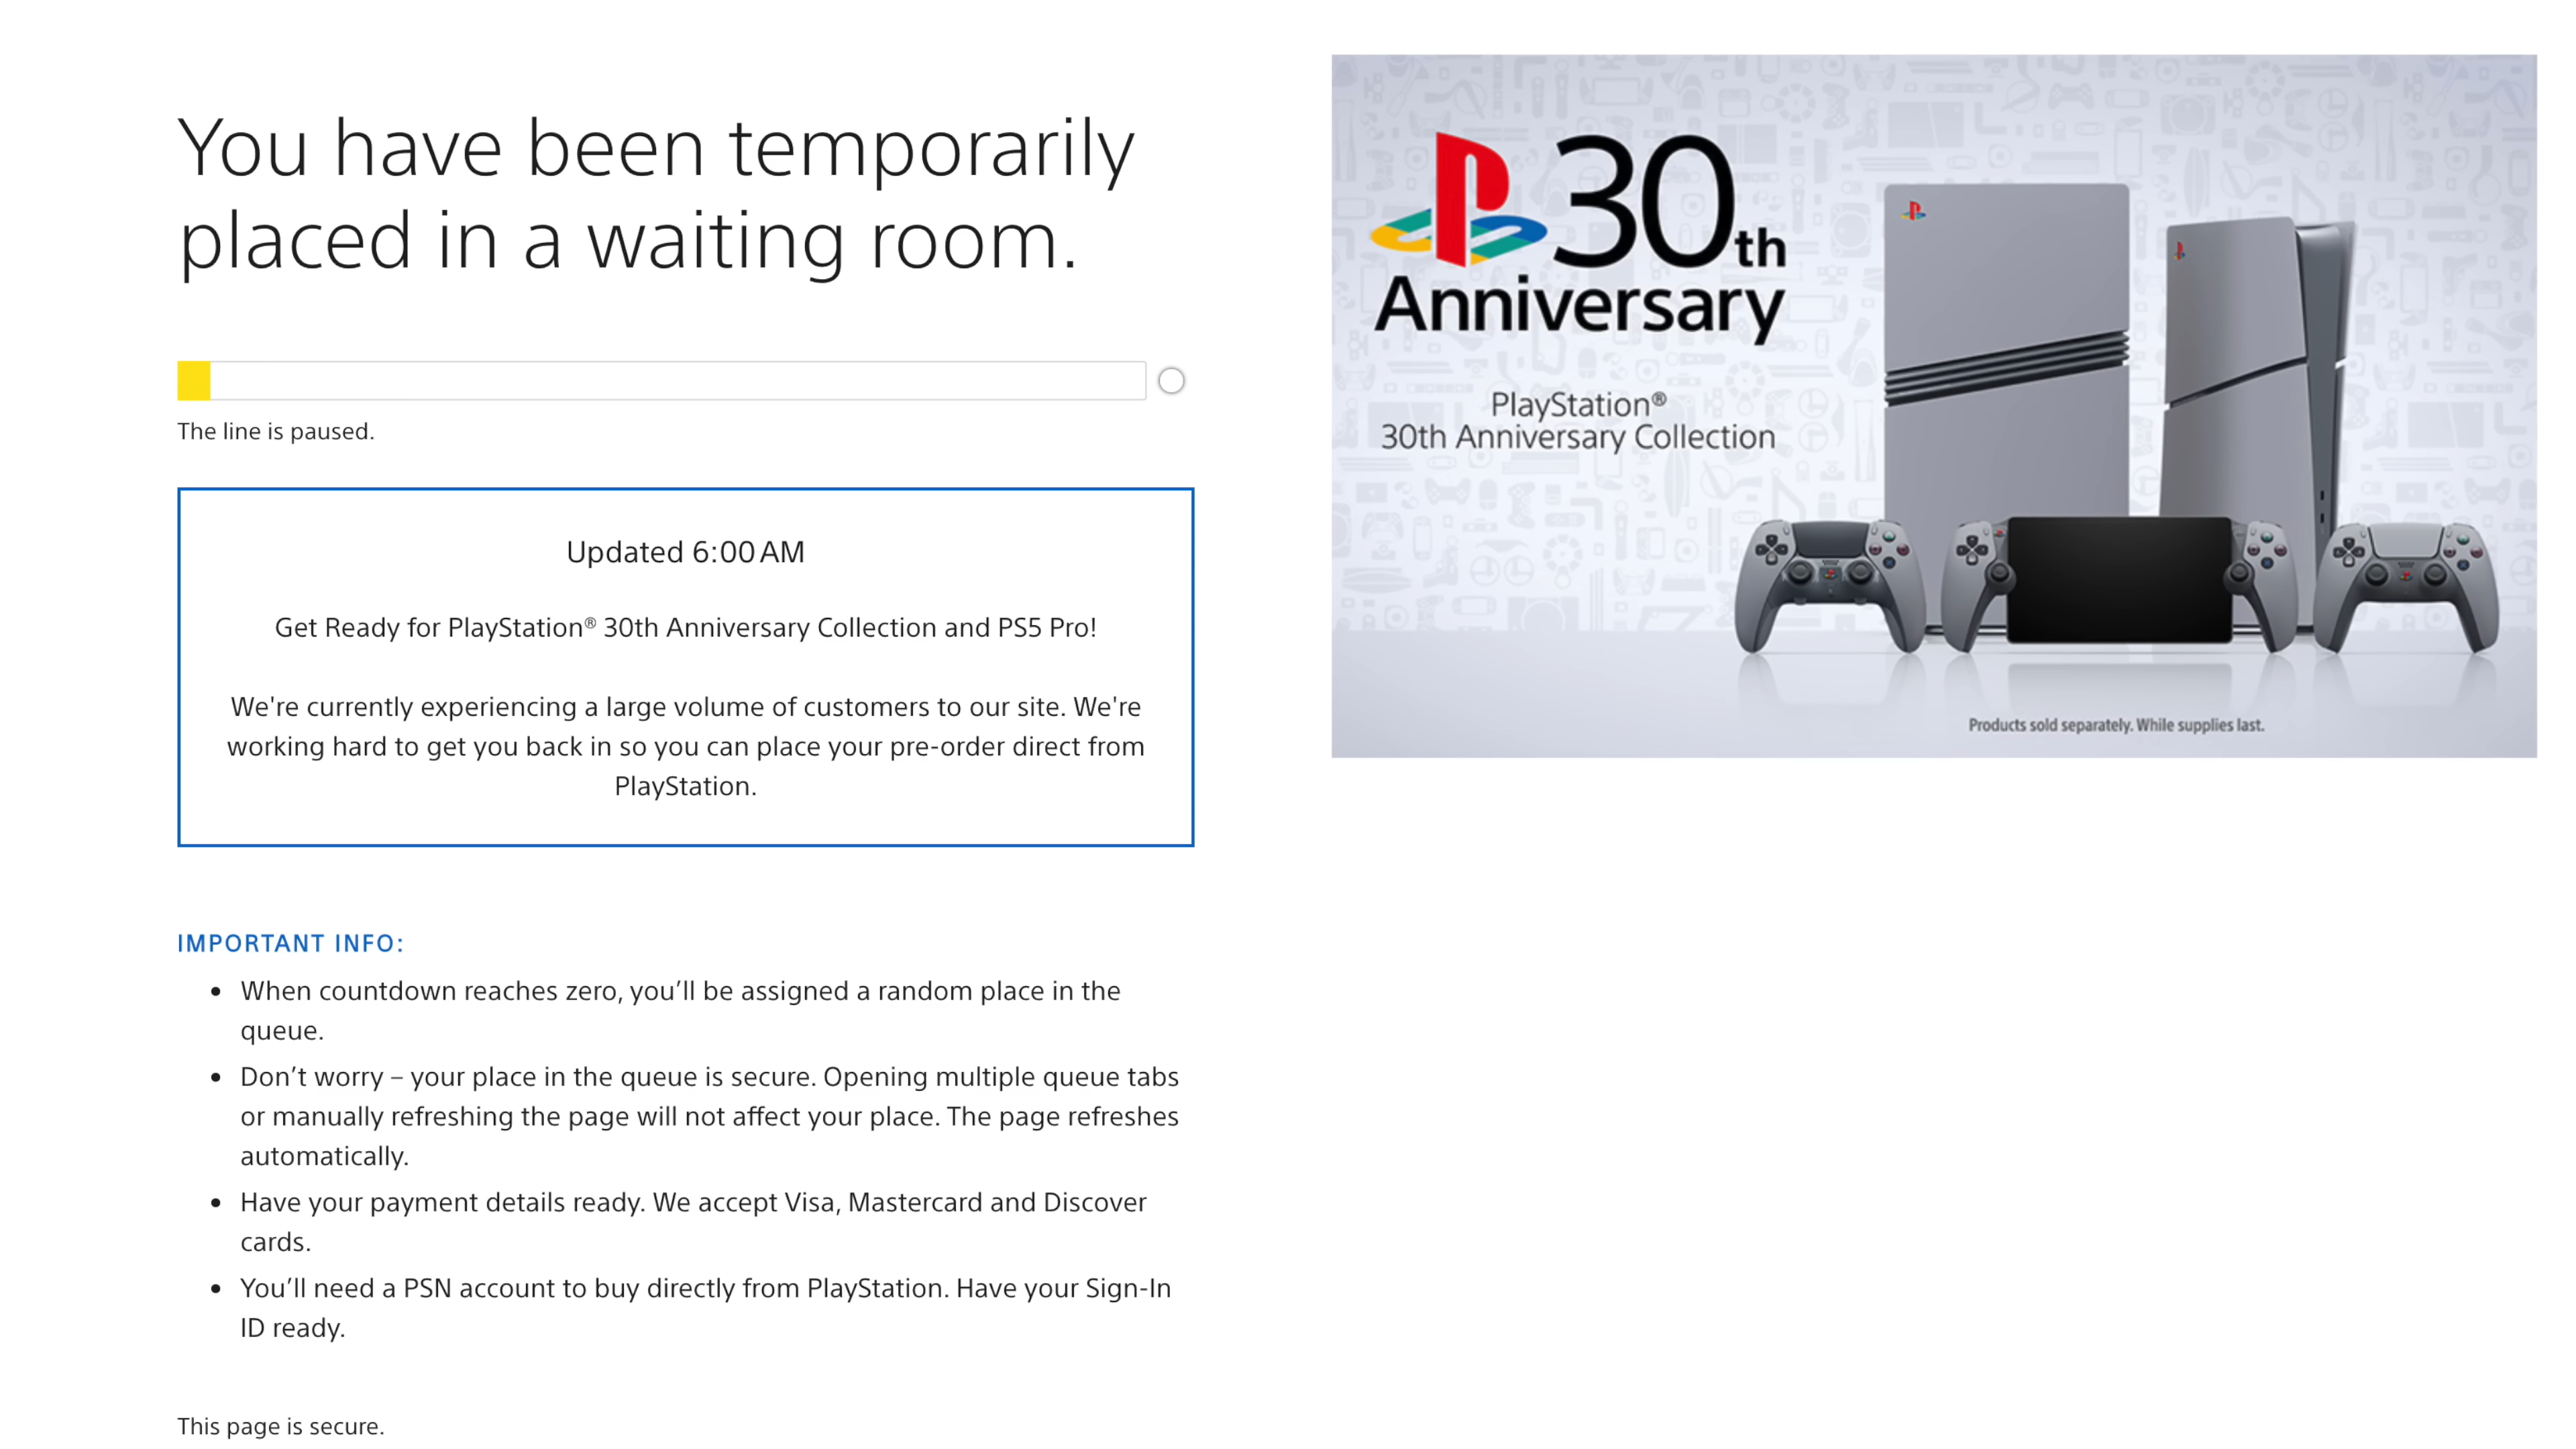 You have been temporarily
placed in a waiting room.
The line is paused.
Updated 6:00 AM
Get Ready for PlayStation® 30th Anniversary Collection and PS5 Pro!
We're currently experiencing a large volume of customers to our site. We're
working hard to get you back in so you can place your pre-order direct from
PlayStation.
IMPORTANT INFO:
• When countdown reaches zero, you’ll be assigned a random place in the
queue.
• Don’t worry – your place in the queue is secure. Opening multiple queue tabs
or manually refreshing the page will not affect your place. The page refreshes
automatically.
• Have your payment details ready. We accept Visa, Mastercard and Discover
cards.
• You’ll need a PSN account to buy directly from PlayStation. Have your Sign-In
ID ready.
This page is secure.
30th
Anniversary
PlayStation®
30th Anniversary Collection
Products sold separately. While supplies last.